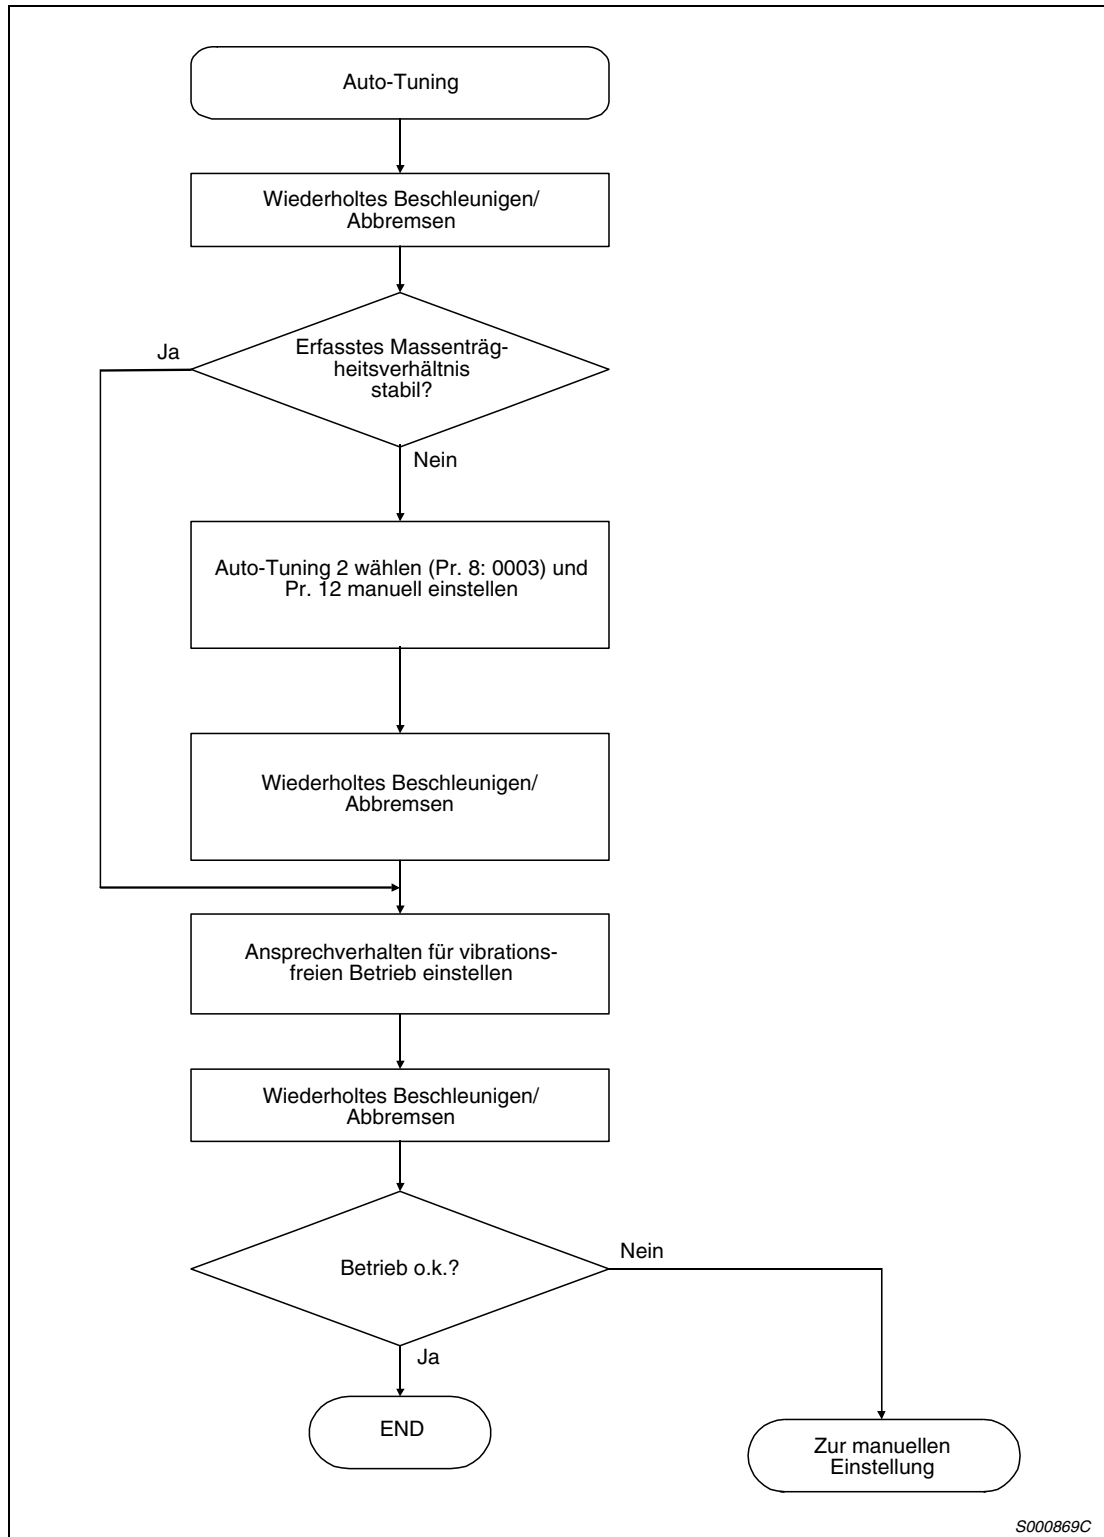 Auto-Tuning
Wiederholtes Beschleunigen/
Abbremsen
Erfasstes Massenträg-
heitsverhältnis
stabil?
Ja
Nein
Auto-Tuning 2 wählen (Pr. 8: 0003) und
Pr. 12 manuell einstellen
Wiederholtes Beschleunigen/
Abbremsen
Ansprechverhalten für vibrations-
freien Betrieb einstellen
Wiederholtes Beschleunigen/
Abbremsen
Betrieb o.k.?
Nein
Ja
END
Zur manuellen
Einstellung
S000869C